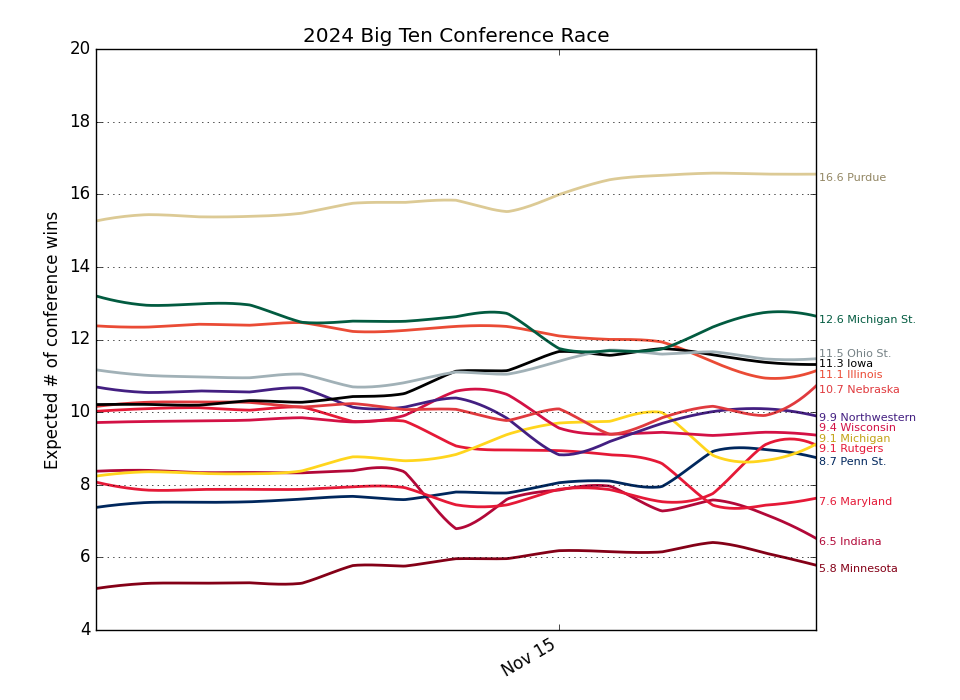 2024 Big Ten Conference Race
20
18
16
14
12
10
8
6
4
Expected # of conference wins
Nov 15
16.6 Purdue
12.6 Michigan St.
11.5 Ohio St.
11.3 Iowa
11.1 Illinois
10.7 Nebraska
9.9 Northwestern
9.4 Wisconsin
9.1 Michigan
9.1 Rutgers
8.7 Penn St.
7.6 Maryland
6.5 Indiana
5.8 Minnesota